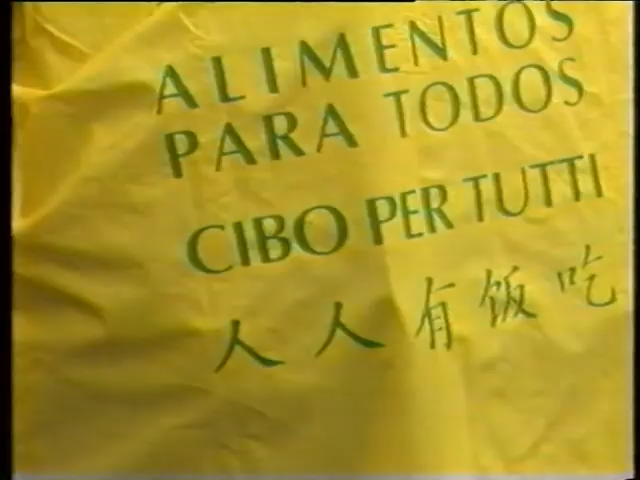 ALIMENTOS
PARA TODOS
CIBO PER TUTTI
人人有饭吃